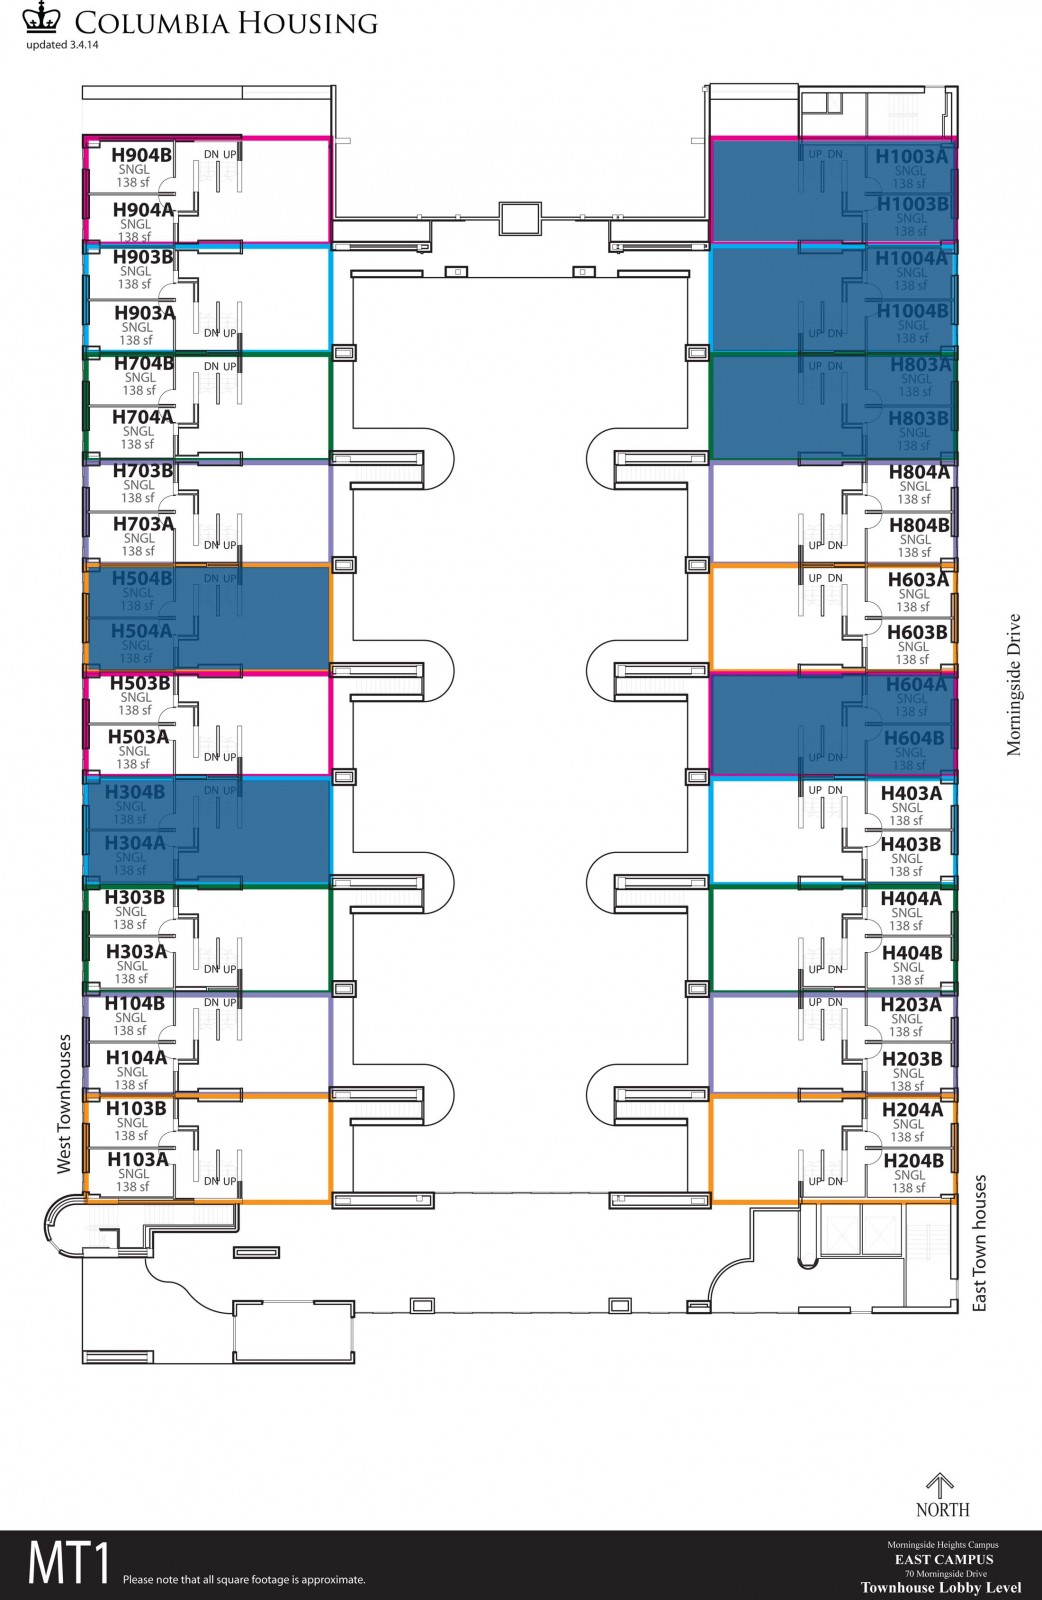 COLUMBIA HOUSING
updated 3.4.14
H904B
SNGL
138 sf
DN UP
H904A
SNGL
138 sf
H903B
SNGL
138 sf
H903A
SNGL
138 sf
DN UP
H704B
SNGL
138 sf
DN UP
H704A
SNGL
138 sf
H703B
SNGL
138 sf
H703A
SNGL
138 sf
DN UP
H504B
SNGL
138 sf
DN UP
H504A
SNGL
138 sf
H503B
SNGL
138 sf
H503A
SNGL
138 sf
DN UP
H304B
SNGL
138 sf
DN UP
H304A
SNGL
138 sf
H303B
SNGL
138 sf
H303A
SNGL
138 sf
DN UP
H104B
SNGL
138 sf
DN UP
H104A
SNGL
138 sf
H103B
SNGL
138 sf
H103A
SNGL
138 sf
DN UP
West Townhouses
UP DN
H1003A
SNGL
138 sf
H1003B
SNGL
138 sf
H1004A
SNGL
138 sf
H1004B
SNGL
138 sf
UP DN
UP DN
H803A
SNGL
138 sf
H803B
SNGL
138 sf
H804A
SNGL
138 sf
H804B
SNGL
138 sf
UP DN
UP DN
H603A
SNGL
138 sf
H603B
SNGL
138 sf
H604A
SNGL
138 sf
H604B
SNGL
138 sf
UP DN
UP DN
H403A
SNGL
138 sf
H403B
SNGL
138 sf
H404A
SNGL
138 sf
H404B
SNGL
138 sf
UP DN
UP DN
H203A
SNGL
138 sf
H203B
SNGL
138 sf
H204A
SNGL
138 sf
H204B
SNGL
138 sf
UP DN
Morningside Drive
East Town houses
NORTH
MT1
Please note that all square footage is approximate.
Morningside Heights Campus
EAST CAMPUS
70 Morningside Drive
Townhouse Lobby Level